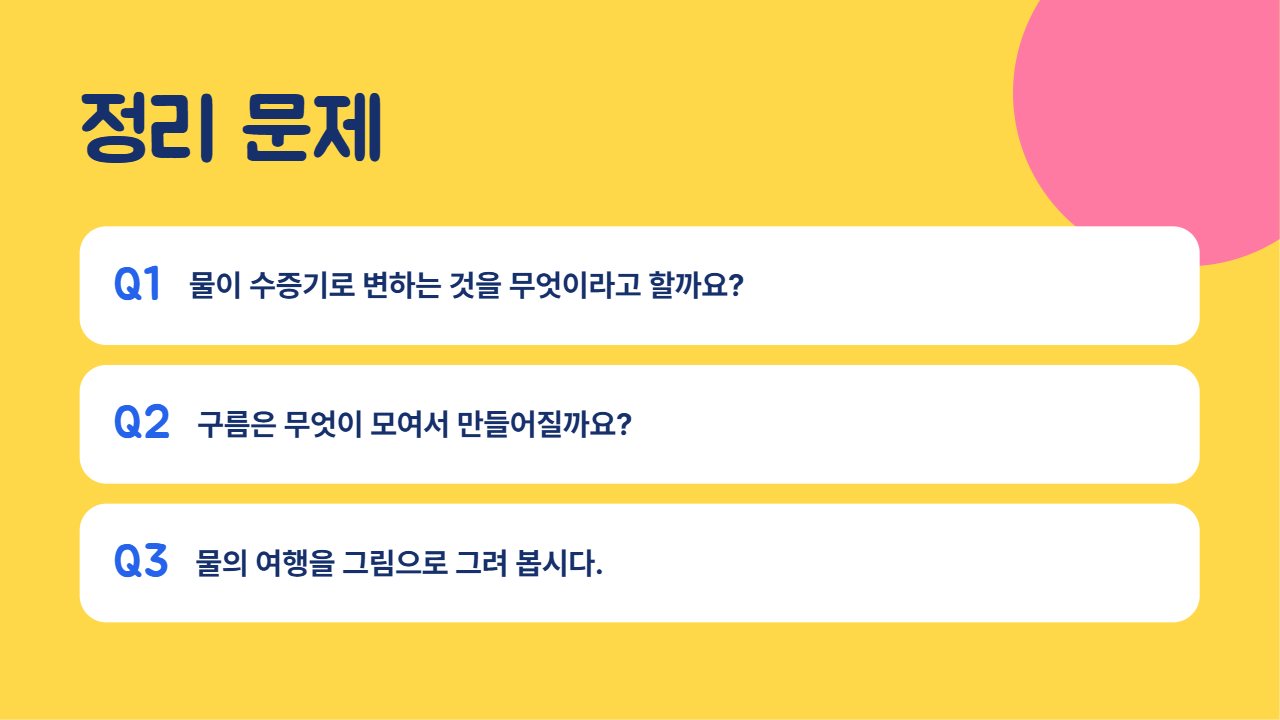 정리 문제
Q1 물이 수증기로 변하는 것을 무엇이라고 할까요?
Q2 구름은 무엇이 모여서 만들어질까요?
Q3 물의 여행을 그림으로 그려 봅시다.